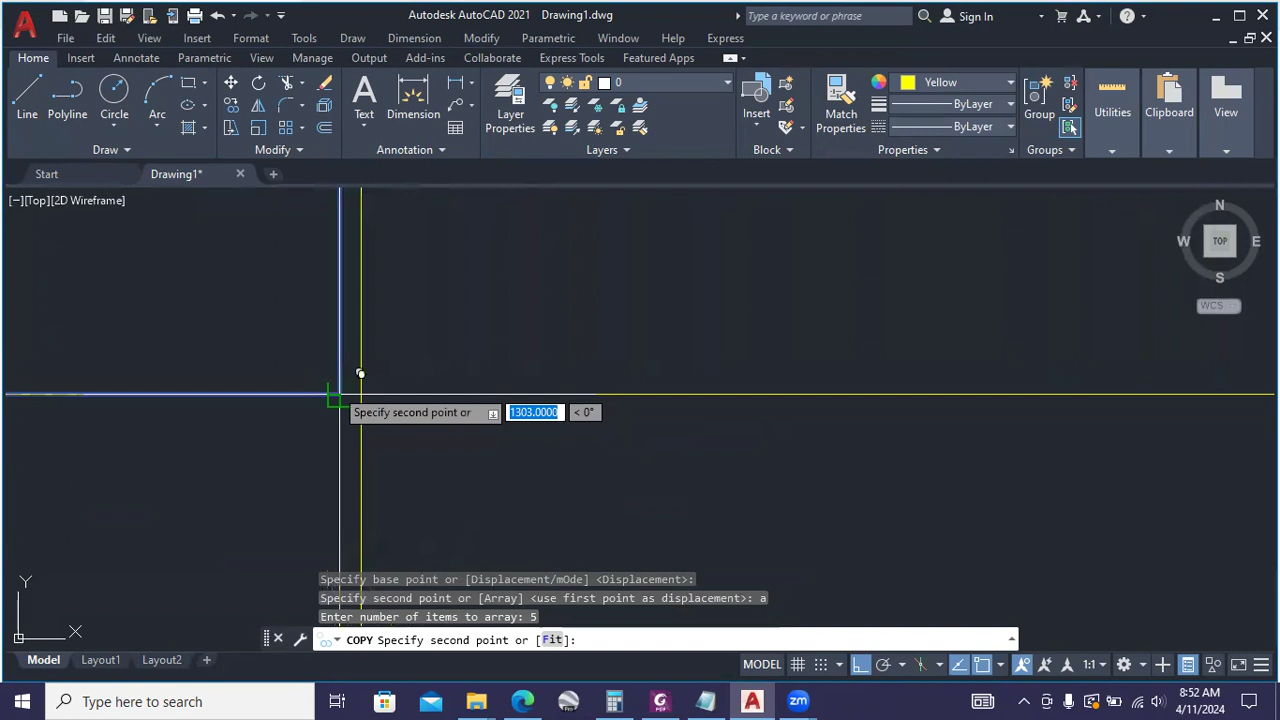 Autodesk AutoCAD 2021 Drawing1.dwg
Type a keyword or phrase
Sign In
File Edit View Insert Format Tools Draw Dimension Modify Parametric Window Help Express
Home Insert Annotate Parametric View Manage Output Add-ins Collaborate Express Tools Featured Apps
Line Polyline Circle Arc
Text Dimension
Layer Properties
0
Insert
Match Properties
Yellow
ByLayer
ByLayer
Group
Utilities Clipboard View
Draw Modify Annotation Layers Block Properties Groups
Start Drawing1*
[−][Top][2D Wireframe]
N
W TOP E
S
WCS
Specify second point or 1303.0000 < 0°
Specify base point or [Displacement/mOde] <Displacement>:
Specify second point or [Array] <use first point as displacement>: a
Enter number of items to array: 5
COPY Specify second point or [Fit]:
Y
X
Model Layout1 Layout2
MODEL 1:1
Type here to search
8:52 AM
4/11/2024